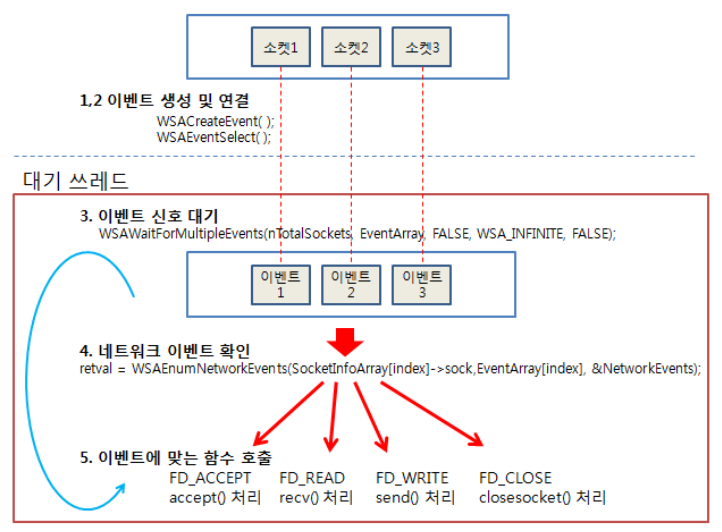 소켓1 소켓2 소켓3
1,2 이벤트 생성 및 연결
WSACreateEvent( );
WSAEventSelect( );
대기 쓰레드
3. 이벤트 신호 대기
WSAWaitForMultipleEvents(nTotalSockets, EventArray, FALSE, WSA_INFINITE, FALSE);
이벤트 이벤트 이벤트
1 2 3
4. 네트워크 이벤트 확인
retval = WSAEnumNetworkEvents(SocketInfoArray[index]->sock,EventArray[index], &NetworkEvents);
5. 이벤트에 맞는 함수 호출
FD_ACCEPT FD_READ FD_WRITE FD_CLOSE
accept() 처리 recv() 처리 send() 처리 closesocket() 처리